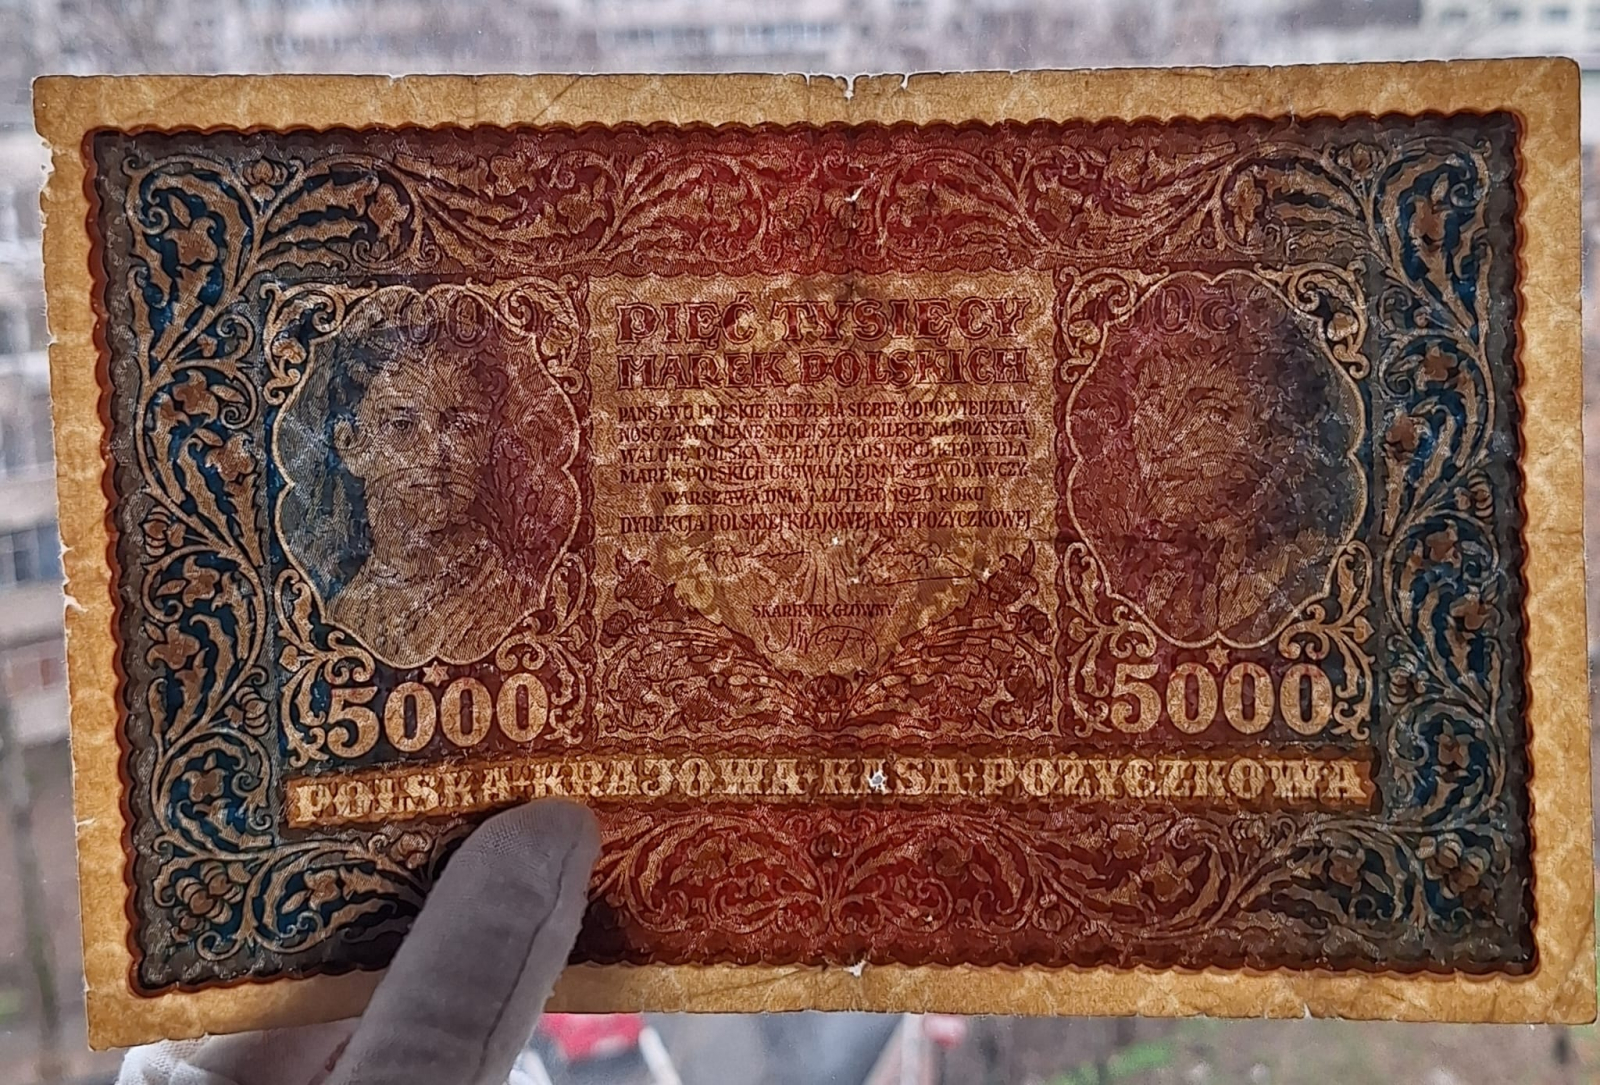 PIĘĆ TYSIĘCY
MAREK POLSKICH
PAŃSTWO POLSKIE BIERZE NA SIEBIE ODPOWIEDZIAL-
NOŚĆ ZA WYMIANĘ NINIEJSZEGO BILETU NA PRZYSZŁĄ
WALUTĘ POLSKĄ WEDŁUG STOSUNKU, KTÓRY DLA
MAREK POLSKICH UCHWALI SEJM USTAWODAWCZY.
WARSZAWA DNIA 7 LUTEGO 1920 ROKU
DYREKCJA POLSKIEJ KRAJOWEJ KASY POŻYCZKOWEJ
SKARBNIK GŁÓWNY:
5000 5000
POLSKA KRAJOWA KASA POŻYCZKOWA